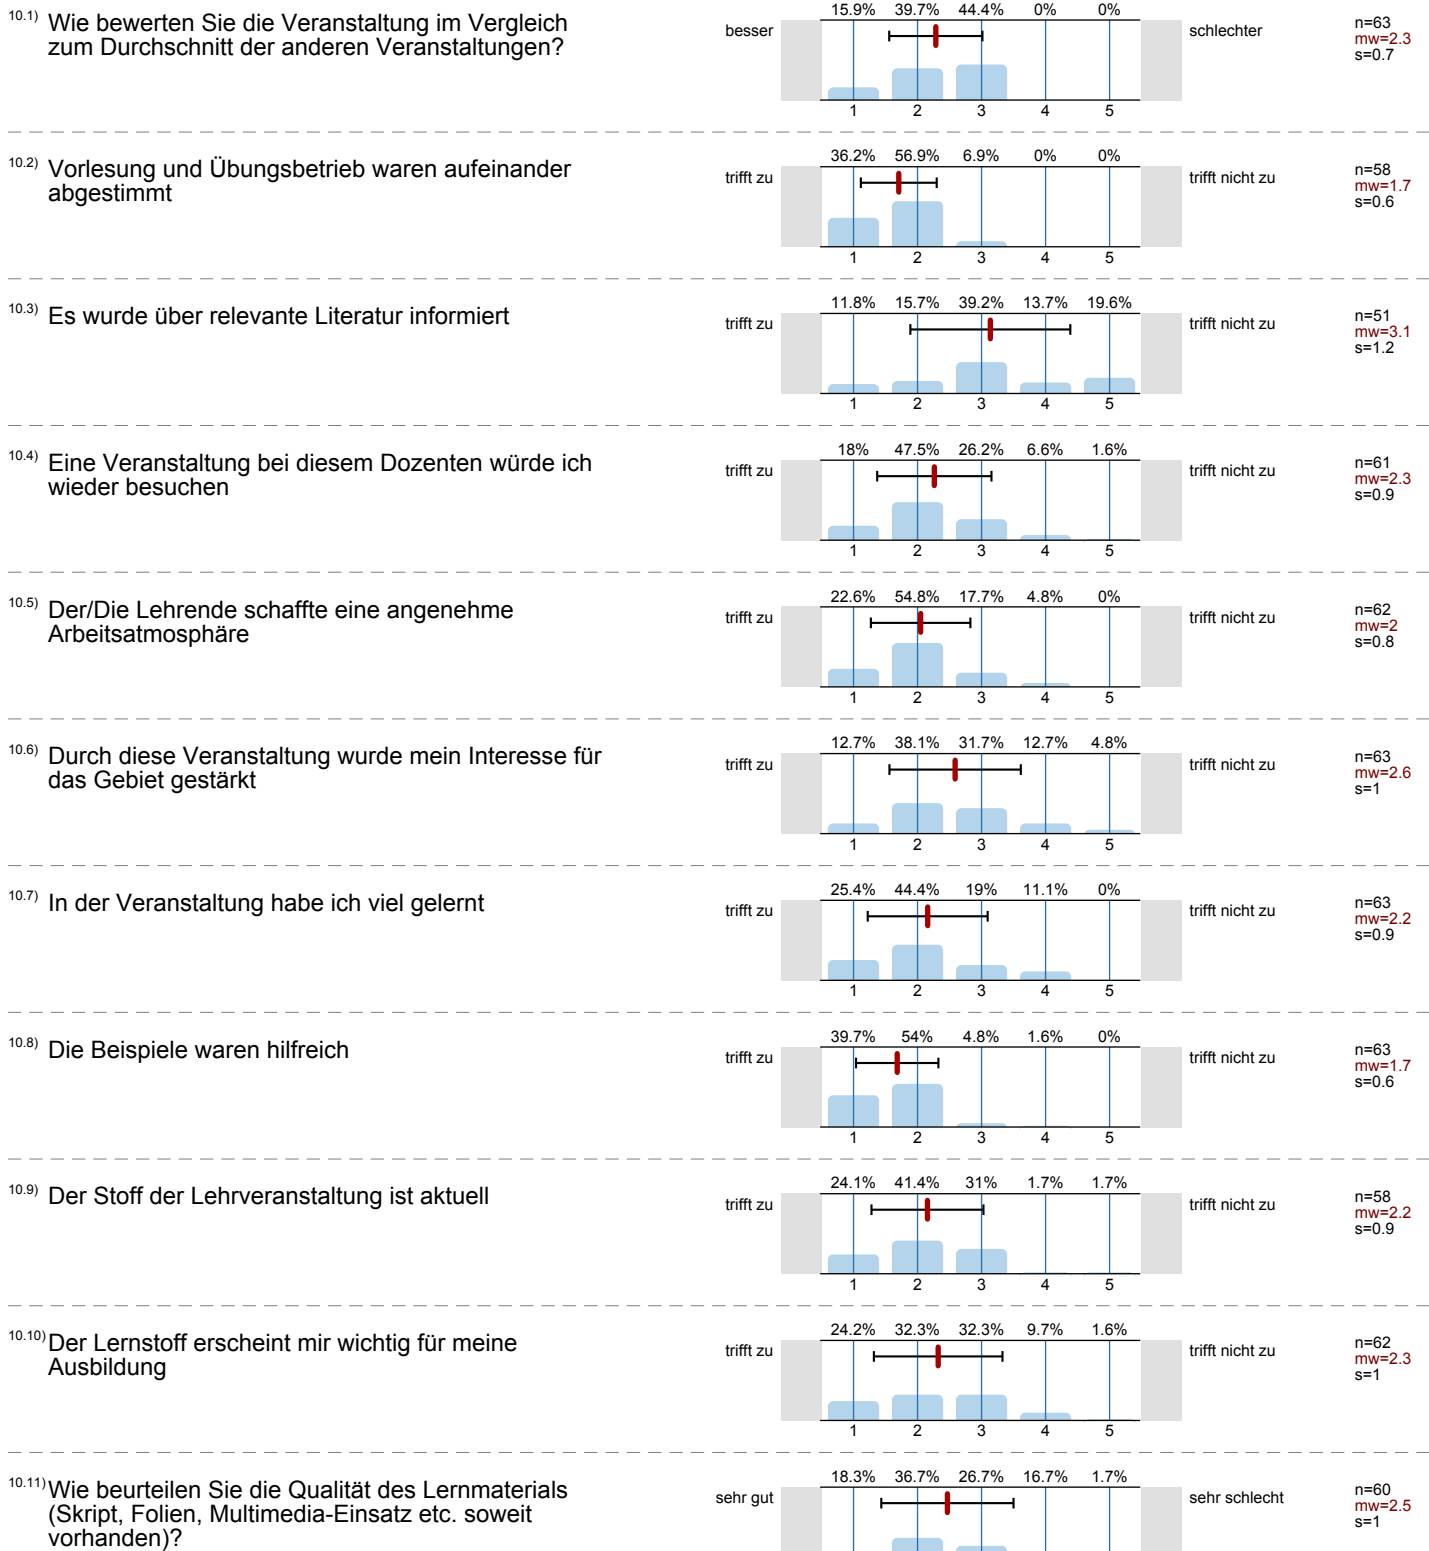 10.1) Wie bewerten Sie die Veranstaltung im Vergleich
zum Durchschnitt der anderen Veranstaltungen?
besser
15.9% 39.7% 44.4% 0% 0%
1 2 3 4 5
schlechter
n=63
mw=2.3
s=0.7
10.2) Vorlesung und Übungsbetrieb waren aufeinander
abgestimmt
trifft zu
36.2% 56.9% 6.9% 0% 0%
1 2 3 4 5
trifft nicht zu
n=58
mw=1.7
s=0.6
10.3) Es wurde über relevante Literatur informiert
trifft zu
11.8% 15.7% 39.2% 13.7% 19.6%
1 2 3 4 5
trifft nicht zu
n=51
mw=3.1
s=1.2
10.4) Eine Veranstaltung bei diesem Dozenten würde ich
wieder besuchen
trifft zu
18% 47.5% 26.2% 6.6% 1.6%
1 2 3 4 5
trifft nicht zu
n=61
mw=2.3
s=0.9
10.5) Der/Die Lehrende schaffte eine angenehme
Arbeitsatmosphäre
trifft zu
22.6% 54.8% 17.7% 4.8% 0%
1 2 3 4 5
trifft nicht zu
n=62
mw=2
s=0.8
10.6) Durch diese Veranstaltung wurde mein Interesse für
das Gebiet gestärkt
trifft zu
12.7% 38.1% 31.7% 12.7% 4.8%
1 2 3 4 5
trifft nicht zu
n=63
mw=2.6
s=1
10.7) In der Veranstaltung habe ich viel gelernt
trifft zu
25.4% 44.4% 19% 11.1% 0%
1 2 3 4 5
trifft nicht zu
n=63
mw=2.2
s=0.9
10.8) Die Beispiele waren hilfreich
trifft zu
39.7% 54% 4.8% 1.6% 0%
1 2 3 4 5
trifft nicht zu
n=63
mw=1.7
s=0.6
10.9) Der Stoff der Lehrveranstaltung ist aktuell
trifft zu
24.1% 41.4% 31% 1.7% 1.7%
1 2 3 4 5
trifft nicht zu
n=58
mw=2.2
s=0.9
10.10) Der Lernstoff erscheint mir wichtig für meine
Ausbildung
trifft zu
24.2% 32.3% 32.3% 9.7% 1.6%
1 2 3 4 5
trifft nicht zu
n=62
mw=2.3
s=1
10.11) Wie beurteilen Sie die Qualität des Lernmaterials
(Skript, Folien, Multimedia-Einsatz etc. soweit
vorhanden)?
sehr gut
18.3% 36.7% 26.7% 16.7% 1.7%
sehr schlecht
n=60
mw=2.5
s=1